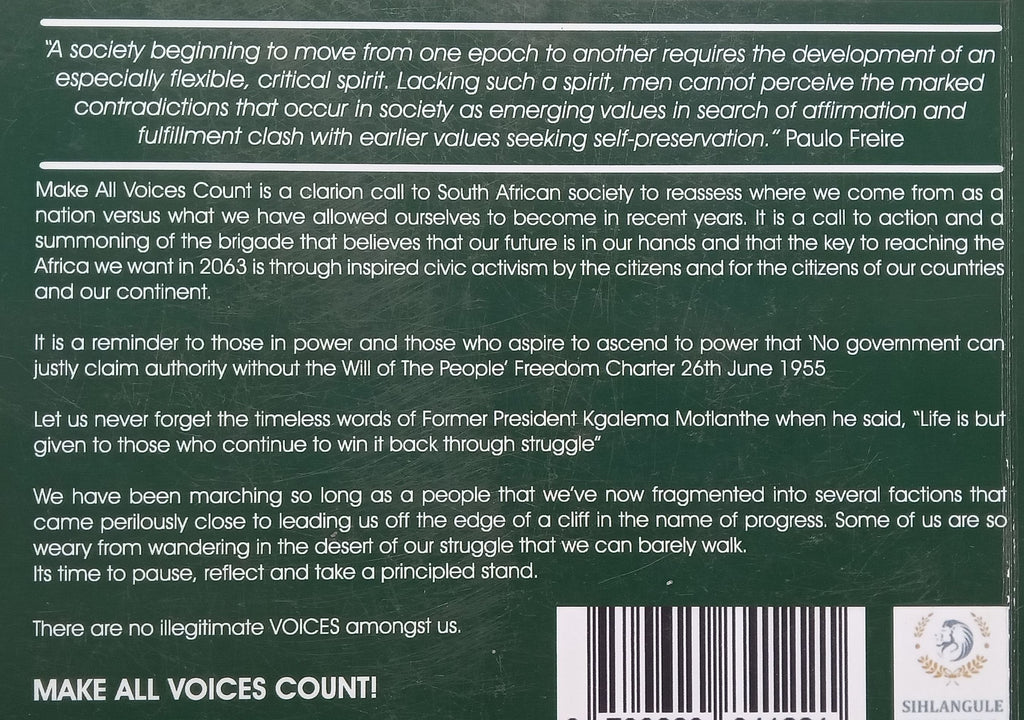 "A society beginning to move from one epoch to another requires the development of an
especially flexible, critical spirit. Lacking such a spirit, men cannot perceive the marked
contradictions that occur in society as emerging values in search of affirmation and
fulfillment clash with earlier values seeking self-preservation." Paulo Freire
Make All Voices Count is a clarion call to South African society to reassess where we come from as a
nation versus what we have allowed ourselves to become in recent years. It is a call to action and a
summoning of the brigade that believes that our future is in our hands and that the key to reaching the
Africa we want in 2063 is through inspired civic activism by the citizens and for the citizens of our countries
and our continent.
It is a reminder to those in power and those who aspire to ascend to power that 'No government can
justly claim authority without the Will of The People' Freedom Charter 26th June 1955
Let us never forget the timeless words of Former President Kgalema Motlanthe when he said, "Life is but
given to those who continue to win it back through struggle"
We have been marching so long as a people that we've now fragmented into several factions that
came perilously close to leading us off the edge of a cliff in the name of progress. Some of us are so
weary from wandering in the desert of our struggle that we can barely walk.
Its time to pause, reflect and take a principled stand.
There are no illegitimate VOICES amongst us.
MAKE ALL VOICES COUNT!
SIHLANGULE